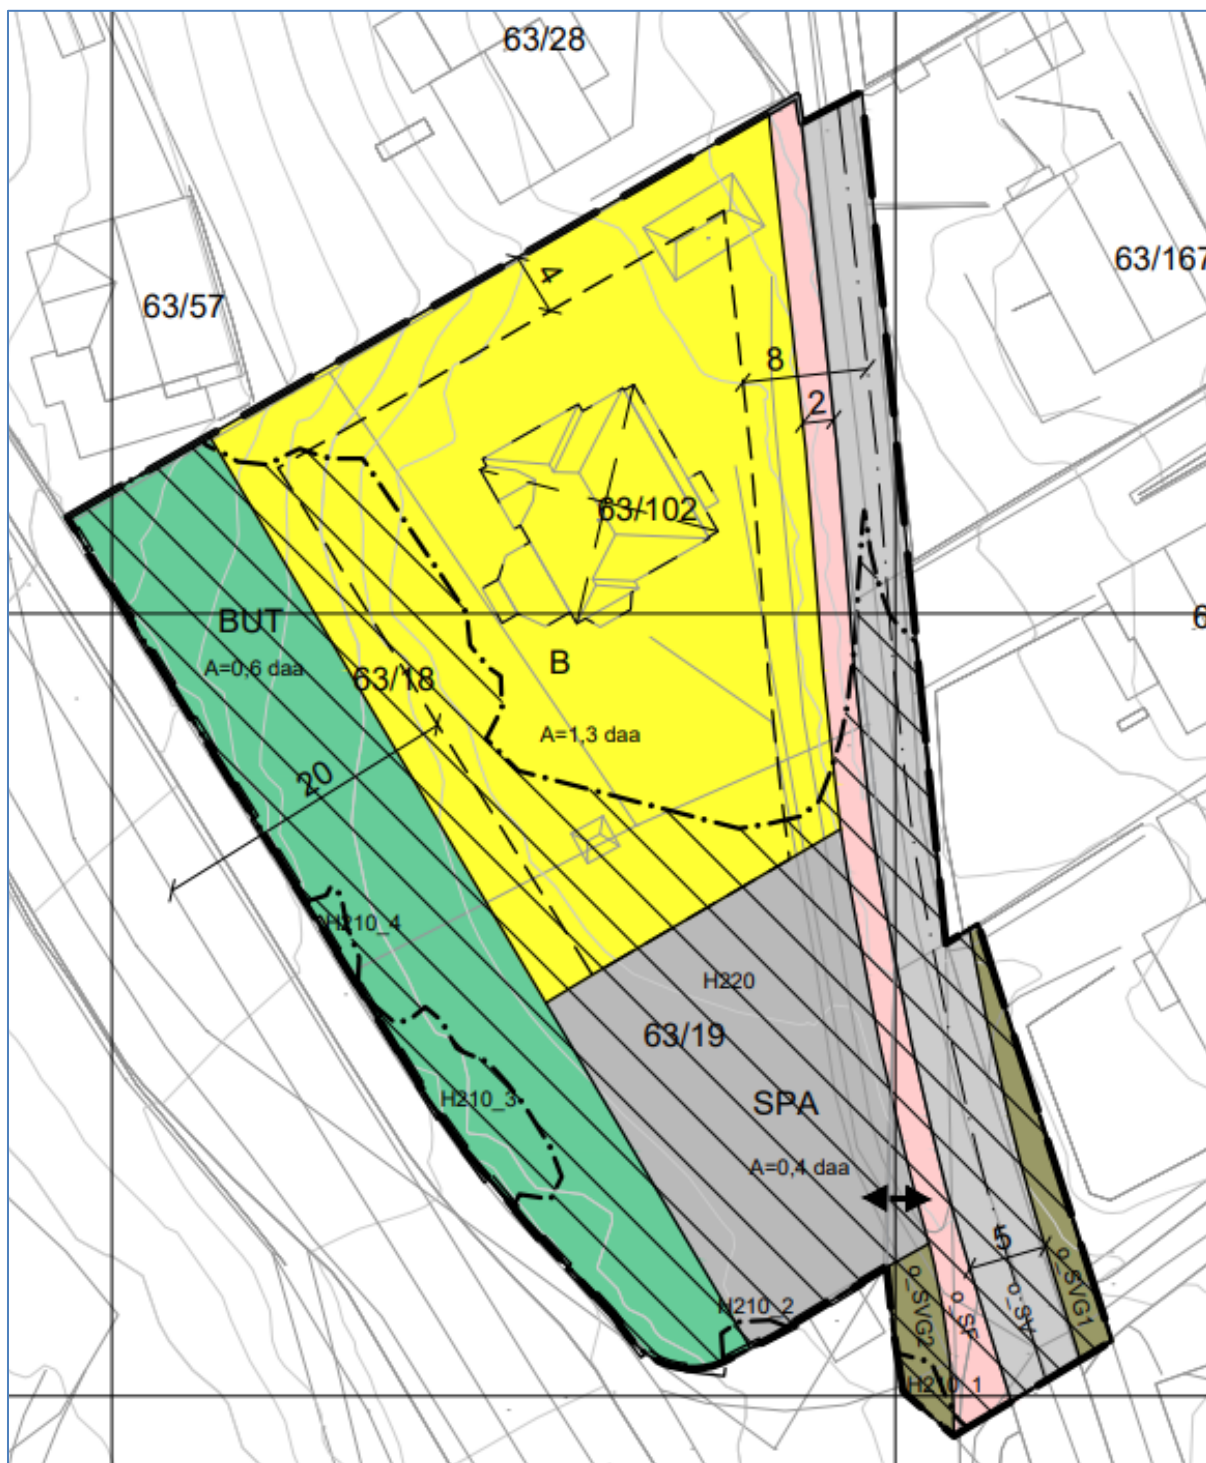 63/28
63/167
4
63/57
8
2
63/102
6
BUT
A=0,6 daa
63/18
B
A=1,3 daa
20
H210_4
H220
63/19
H210_3
SPA
A=0,4 daa
5
H210_2
o_SVG2
o_SF
o_SV
o_SVG1
H210_1